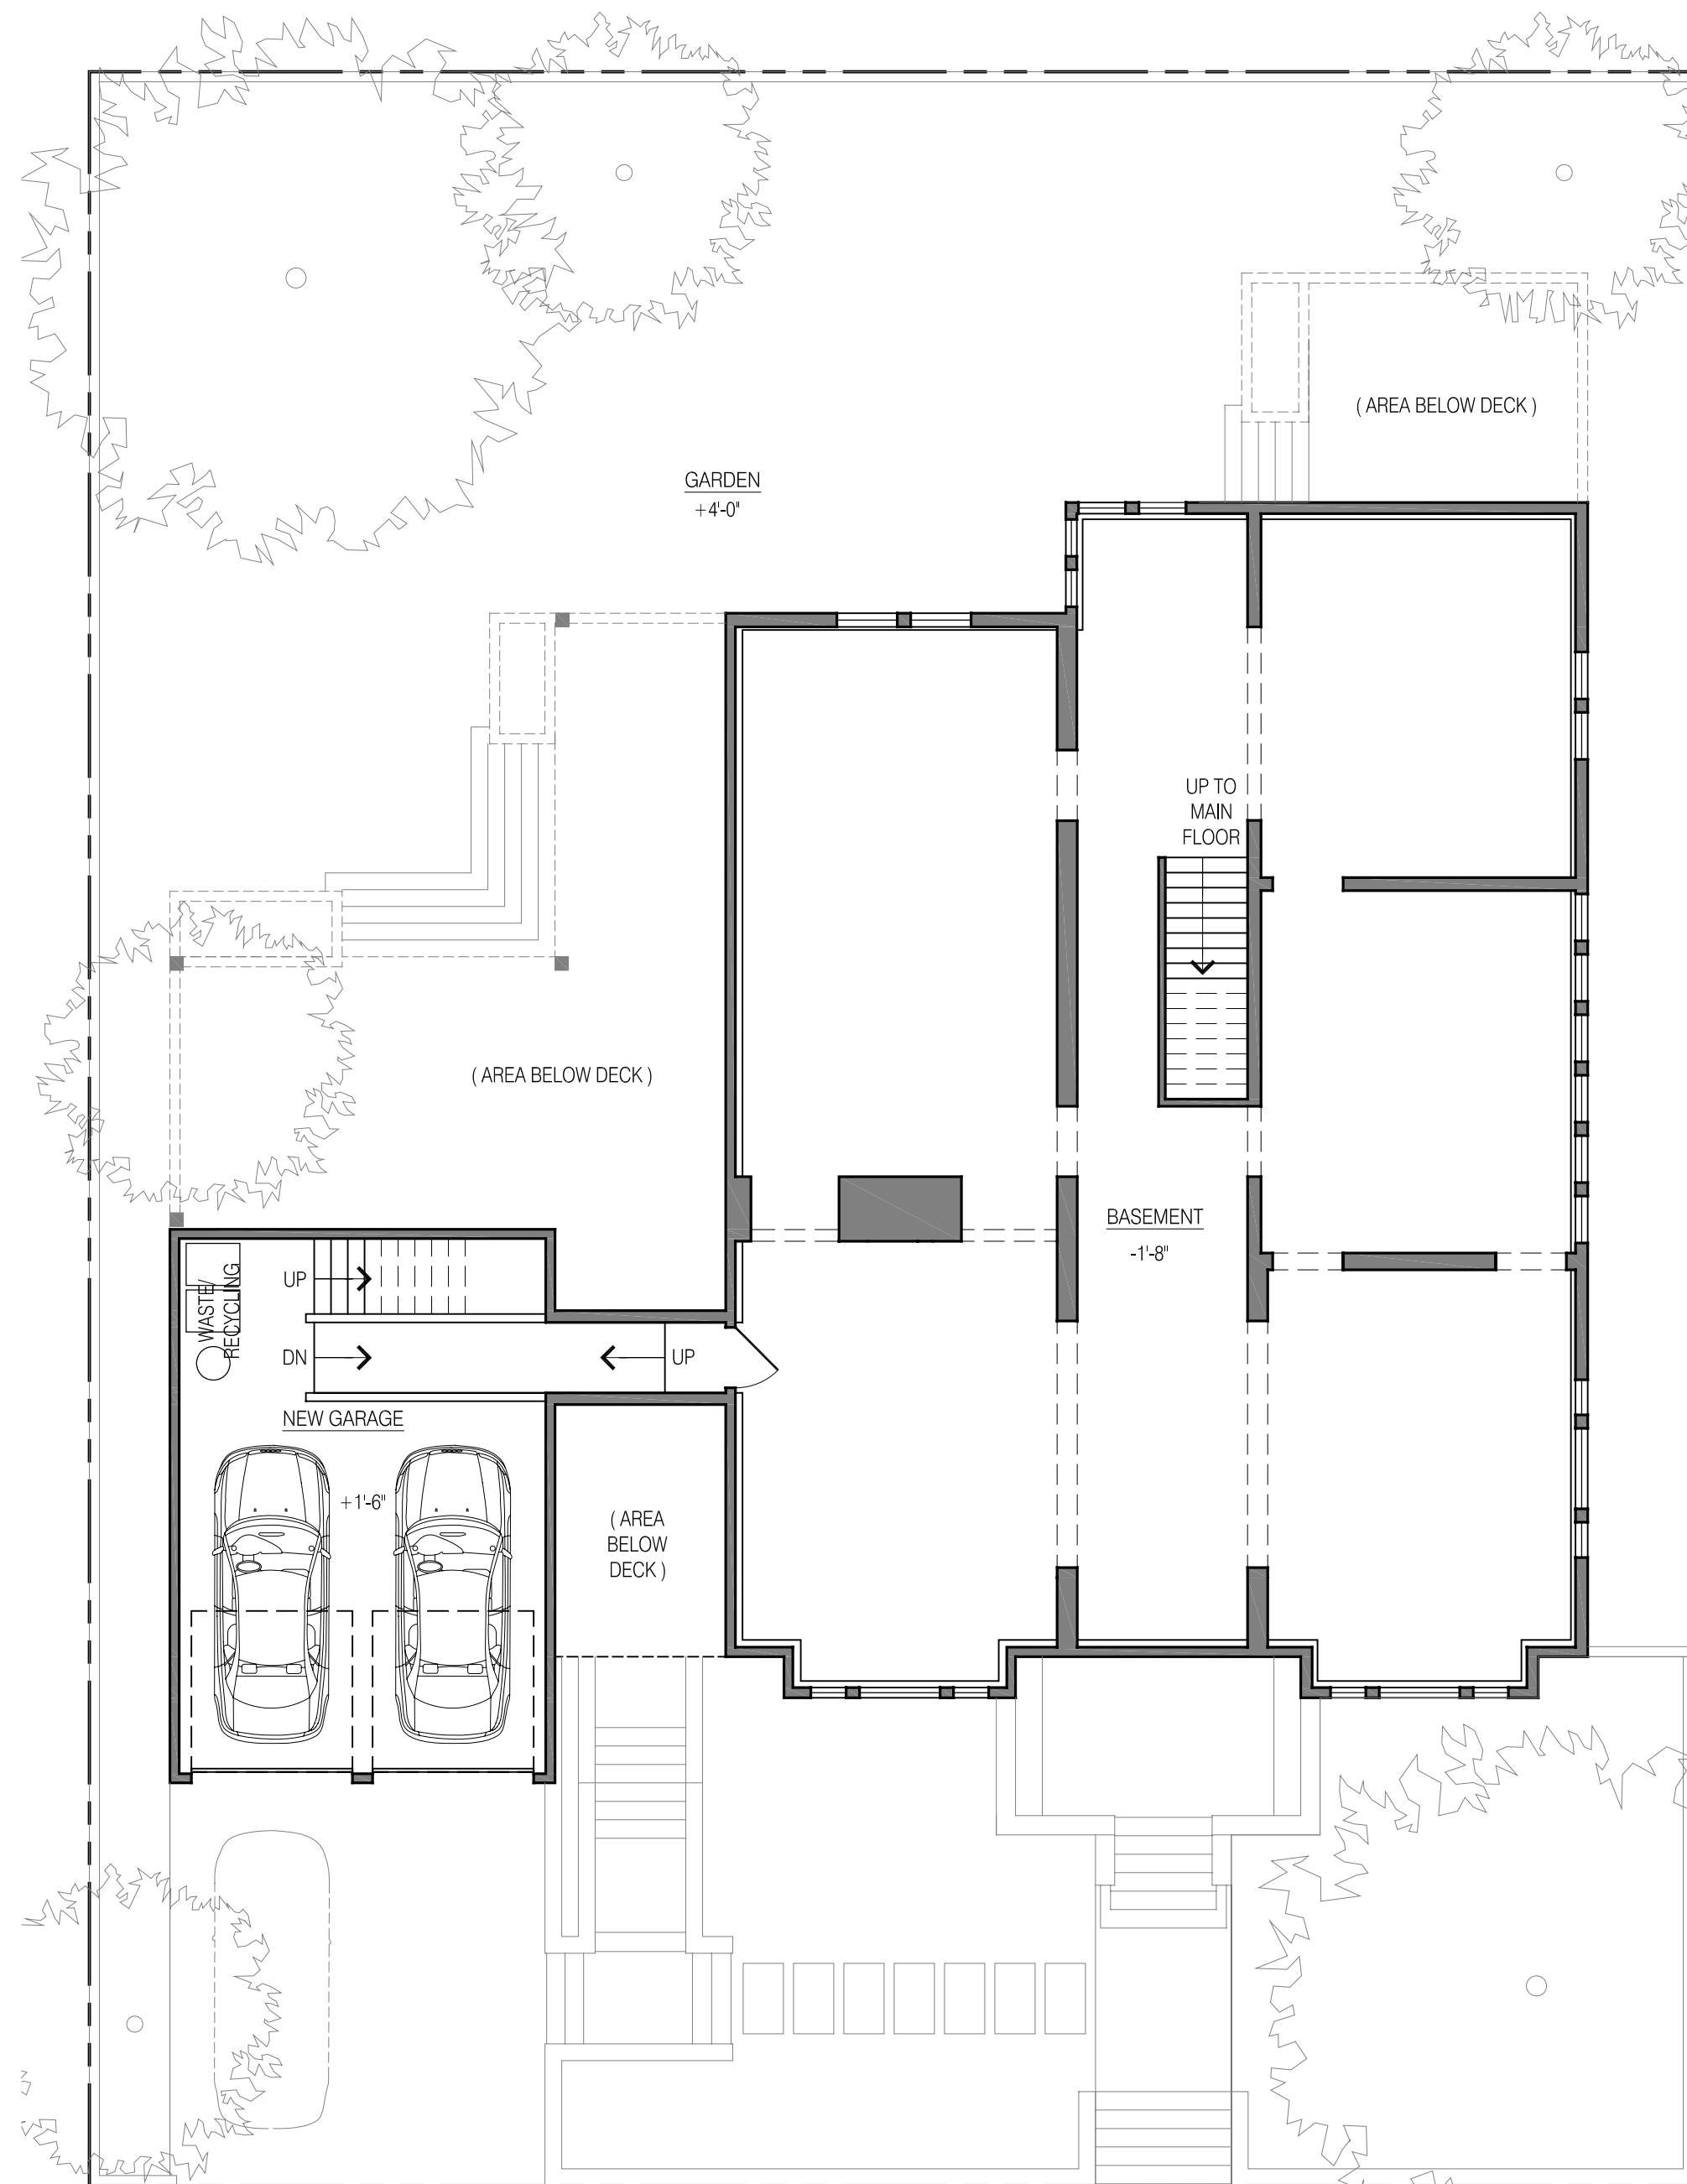 ( AREA BELOW DECK )
GARDEN
+4'-0"
UP TO
MAIN
FLOOR
( AREA BELOW DECK )
BASEMENT
-1'-8"
UP
WASTE/
RECYCLING
DN
UP
NEW GARAGE
+1'-6"
( AREA
BELOW
DECK )